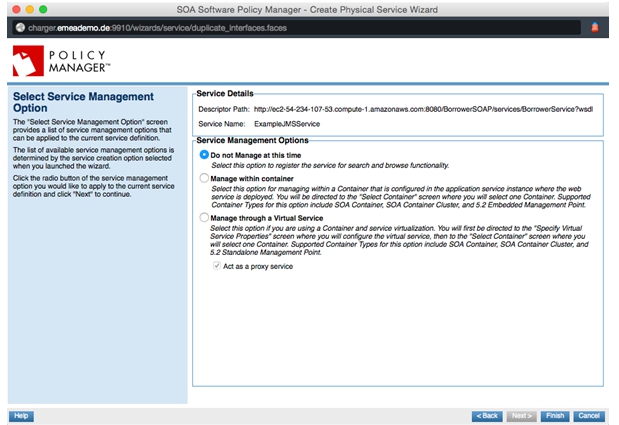 SOA Software Policy Manager - Create Physical Service Wizard
charger.emeademo.de:9910/wizards/service/duplicate_interfaces.faces
POLICY
MANAGER™
Select Service Management
Option
The "Select Service Management Option" screen
provides a list of service management options that
can be applied to the current service definition.
The list of available service management options is
determined by the service creation option selected
when you launched the wizard.
Click the radio button of the service management
option you would like to apply to the current service
definition and click "Next" to continue.
Service Details
Descriptor Path: http://ec2-54-234-107-53.compute-1.amazonaws.com:8080/BorrowerSOAP/services/BorrowerService?wsdl
Service Name: ExampleJMSService
Service Management Options
Do not Manage at this time
Select this option to register the service for search and browse functionality.
Manage within container
Select this option for managing within a Container that is configured in the application service instance where the web
service is deployed. You will be directed to the "Select Container" screen where you will select one Container. Supported
Container Types for this option include SOA Container, SOA Container Cluster, and 5.2 Embedded Management Point.
Manage through a Virtual Service
Select this option if you are using a Container and service virtualization. You will first be directed to the "Specify Virtual
Service Properties" screen where you will configure the virtual service, then to the "Select Container" screen where you
will select one Container. Supported Container Types for this option include SOA Container, SOA Container Cluster, and
5.2 Standalone Management Point.
Act as a proxy service
Help
< Back
Next >
Finish
Cancel